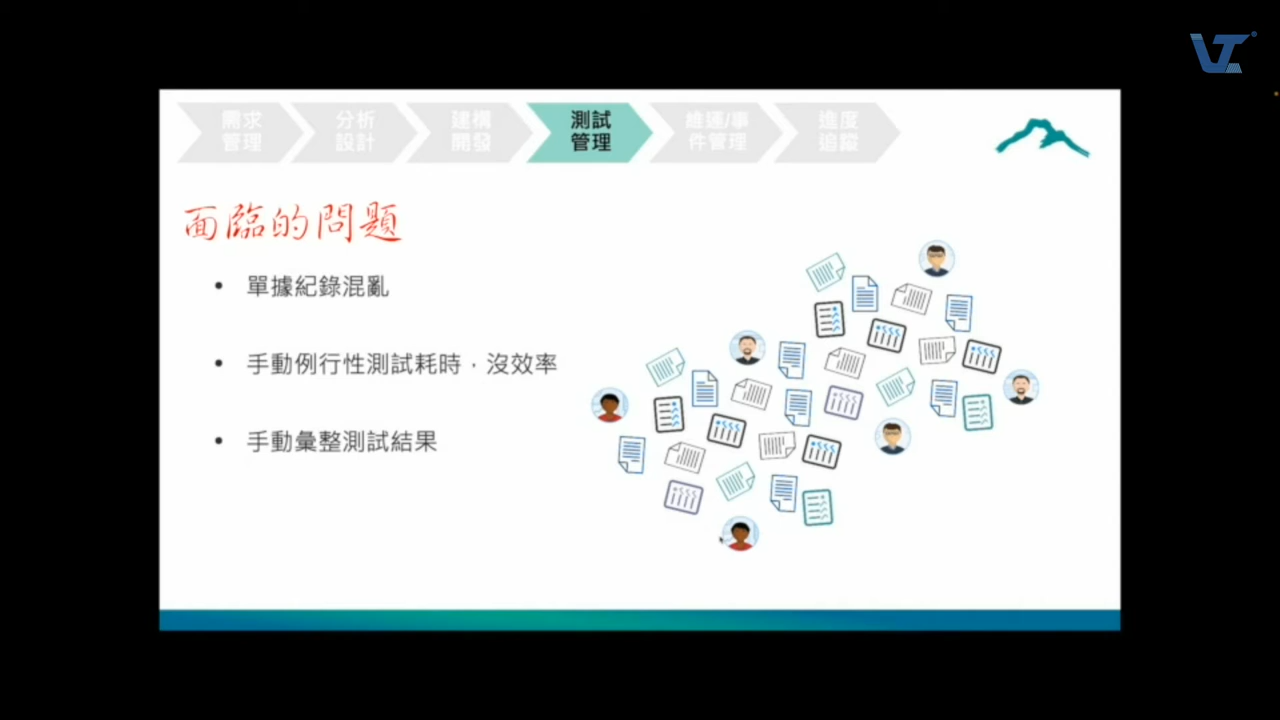 需求
管理
分析
設計
建構
開發
測試
管理
維運/事
件管理
進度
追蹤
面臨的問題
• 單據紀錄混亂
• 手動例行性測試耗時，沒效率
• 手動彙整測試結果